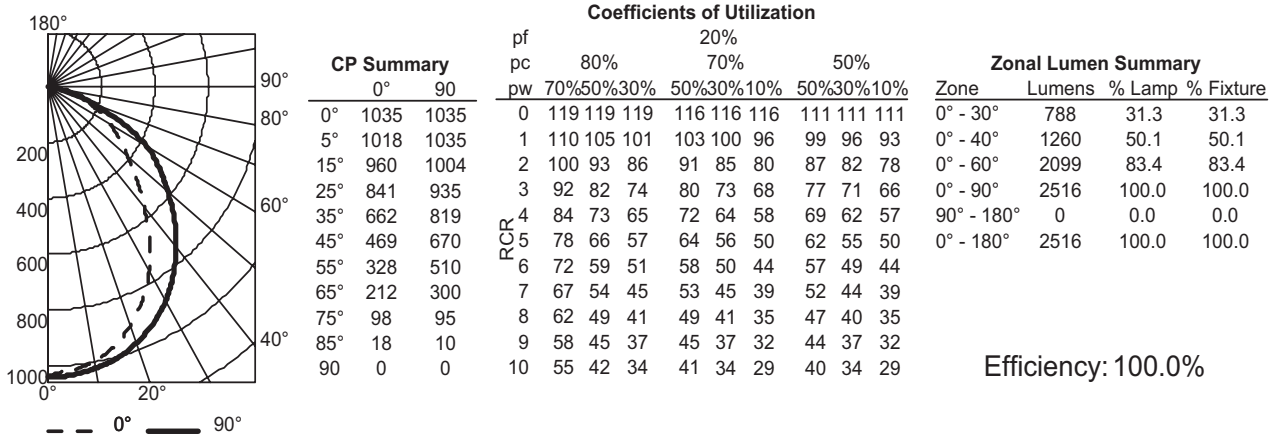 180°
90°
80°
200
400
60°
600
800
40°
1000
0° 20°
0° 90°
CP Summary
0° 90
0° 1035 1035
5° 1018 1035
15° 960 1004
25° 841 935
35° 662 819
45° 469 670
55° 328 510
65° 212 300
75° 98 95
85° 18 10
90 0 0
Coefficients of Utilization
pf 20%
pc 80% 70% 50%
pw 70%50%30% 50%30%10% 50%30%10%
RCR
0 119 119 119 116 116 116 111 111 111
1 110 105 101 103 100 96 99 96 93
2 100 93 86 91 85 80 87 82 78
3 92 82 74 80 73 68 77 71 66
4 84 73 65 72 64 58 69 62 57
5 78 66 57 64 56 50 62 55 50
6 72 59 51 58 50 44 57 49 44
7 67 54 45 53 45 39 52 44 39
8 62 49 41 49 41 35 47 40 35
9 58 45 37 45 37 32 44 37 32
10 55 42 34 41 34 29 40 34 29
Zonal Lumen Summary
Zone Lumens % Lamp % Fixture
0° - 30° 788 31.3 31.3
0° - 40° 1260 50.1 50.1
0° - 60° 2099 83.4 83.4
0° - 90° 2516 100.0 100.0
90° - 180° 0 0.0 0.0
0° - 180° 2516 100.0 100.0
Efficiency: 100.0%